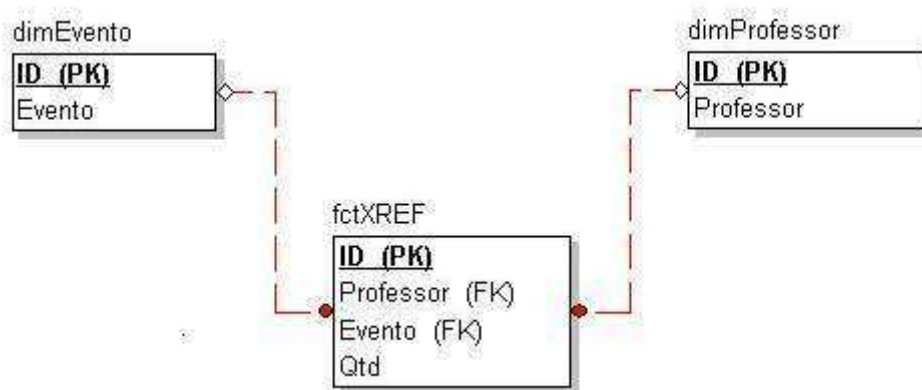 dimEvento
ID (PK)
Evento
dimProfessor
ID (PK)
Professor
fctXREF
ID (PK)
Professor (FK)
Evento (FK)
Qtd